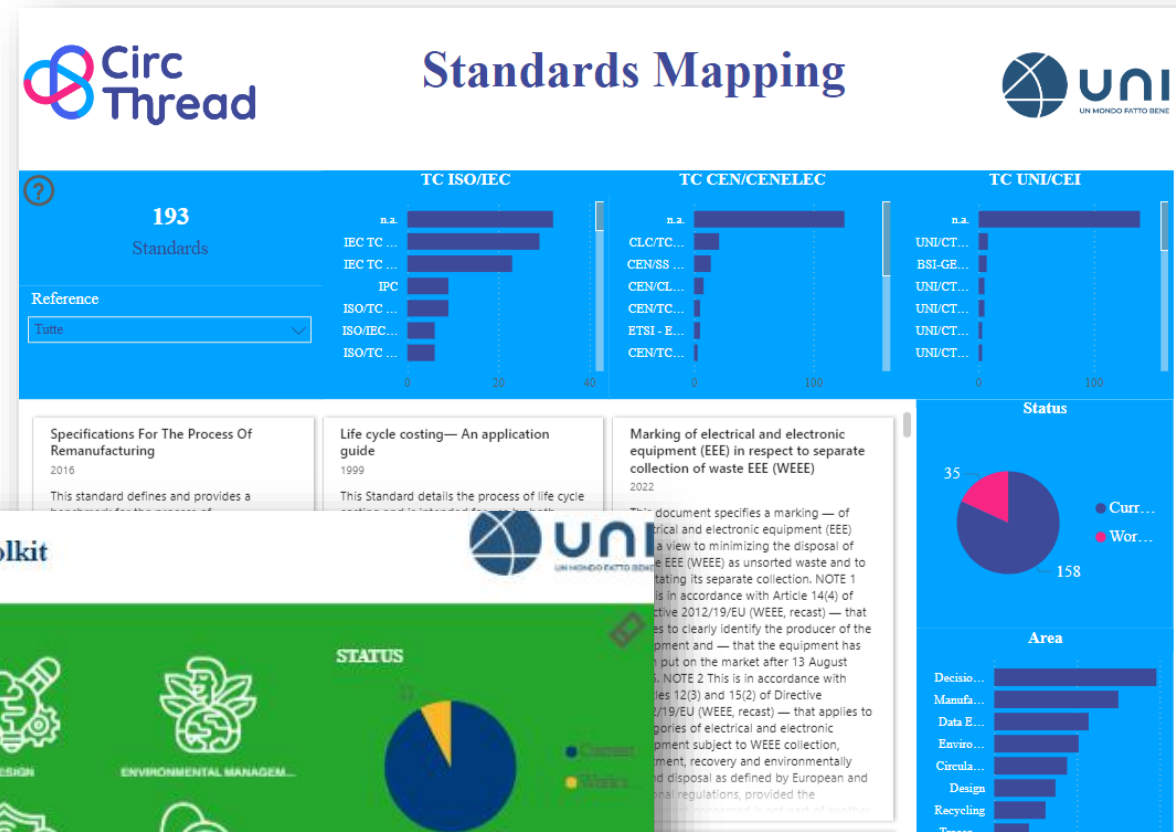 Circ
Thread
Standards Mapping
UNI
UN MONDO FATTO BENE
193
Standards
Reference
Tutte
TC ISO/IEC
n.a.
IEC TC ...
IEC TC ...
IPC
ISO/TC ...
ISO/IEC...
ISO/TC ...
0 20 40
TC CEN/CENELEC
n.a.
CLC/TC...
CEN/SS ...
CEN/CL...
CEN/TC...
ETSI - E...
CEN/TC...
0 100
TC UNI/CEI
n.a.
UNI/CT...
BSI-GE...
UNI/CT...
UNI/CT...
UNI/CT...
UNI/CT...
0 100
Specifications For The Process Of
Remanufacturing
2016
This standard defines and provides a
Life cycle costing— An application
guide
1999
This Standard details the process of life cycle
Marking of electrical and electronic
equipment (EEE) in respect to separate
collection of waste EEE (WEEE)
2022
This document specifies a marking — of
electrical and electronic equipment (EEE)
a view to minimizing the disposal of
EEE (WEEE) as unsorted waste and to
its separate collection. NOTE 1
is in accordance with Article 14(4) of
2012/19/EU (WEEE, recast) — that
to clearly identify the producer of the
and — that the equipment has
put on the market after 13 August
NOTE 2 This is in accordance with
12(3) and 15(2) of Directive
/19/EU (WEEE, recast) — that applies to
of electrical and electronic
subject to WEEE collection,
recovery and environmentally
disposal as defined by European and
regulations, provided the
Status
35
158
Curr...
Wor...
Area
Decisio...
Manufa...
Data E...
Enviro...
Circula...
Design
Recycling
olkit
UNI
UN MONDO FATTO BENE
ESIGN
ENVIRONMENTAL MANAGEM...
STATUS
Current